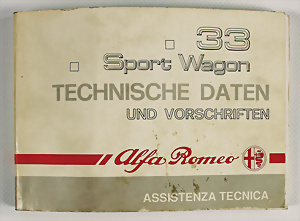 33
Sport Wagon
TECHNISCHE DATEN
UND VORSCHRIFTEN
Alfa Romeo
ASSISTENZA TECNICA